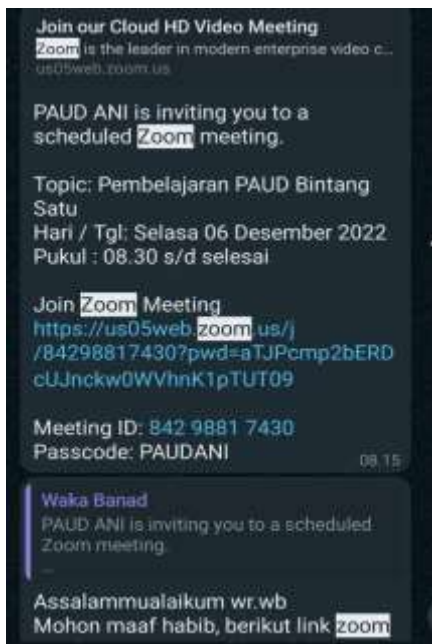 Join our Cloud HD Video Meeting
Zoom is the leader in modern enterprise video c...
us05web.zoom.us
PAUD ANI is inviting you to a
scheduled Zoom meeting.
Topic: Pembelajaran PAUD Bintang
Satu
Hari / Tgl: Selasa 06 Desember 2022
Pukul : 08.30 s/d selesai
Join Zoom Meeting
https://us05web.zoom.us/j
/84298817430?pwd=aTJPcmp2bERD
cUJnckw0WVhnK1pTUT09
Meeting ID: 842 9881 7430
Passcode: PAUDANI
08.15
Waka Banad
PAUD ANI is inviting you to a scheduled
Zoom meeting.
...
Assalammualaikum wr.wb
Mohon maaf habib, berikut link zoom